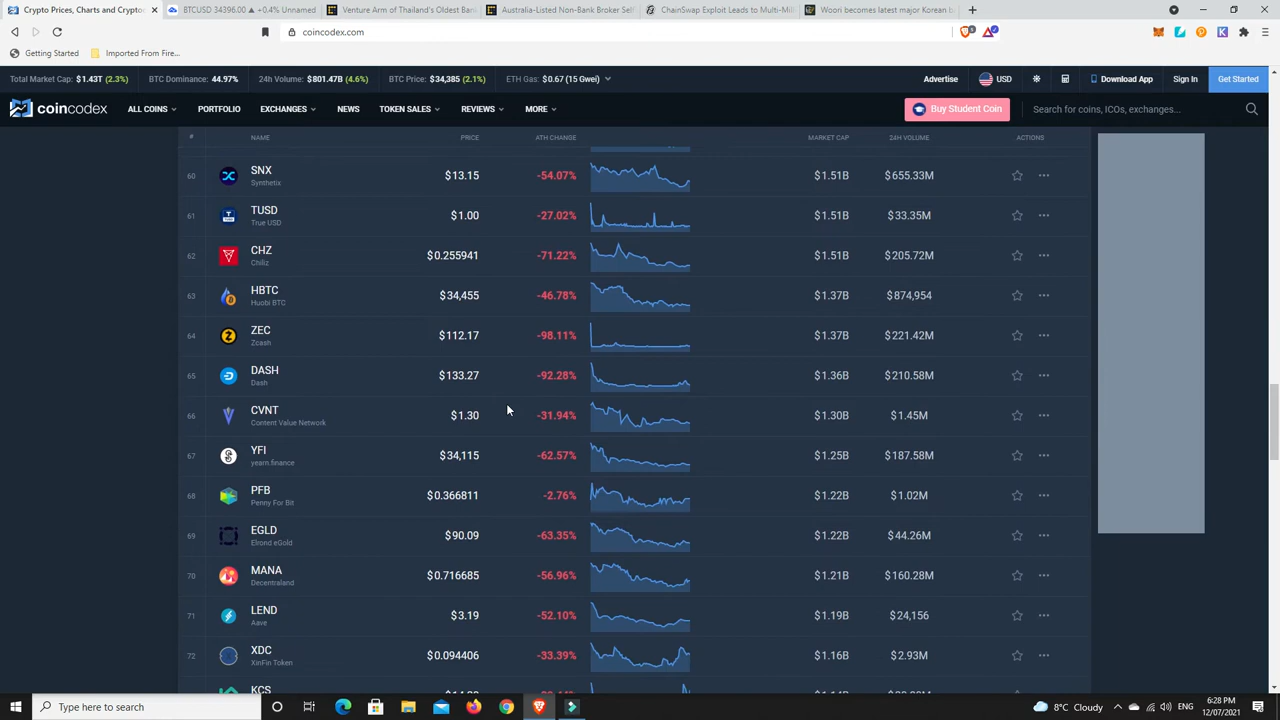 Crypto Prices, Charts and Cryptoc
BTCUSD 34396.00 ▲ +0.4% Unnamed
Venture Arm of Thailand's Oldest Bank
Australia-Listed Non-Bank Broker Self
ChainSwap Exploit Leads to Multi-Mill
Woori becomes latest major Korean b
coincodex.com
Getting Started
Imported From Fire...
Total Market Cap: $1.43T (2.3%)
BTC Dominance: 44.97%
24h Volume: $801.47B (4.6%)
BTC Price: $34,385 (2.1%)
ETH Gas: $0.67 (15 Gwei)
Advertise
USD
Download App
Sign In
Get Started
coincodex
ALL COINS
PORTFOLIO
EXCHANGES
NEWS
TOKEN SALES
REVIEWS
MORE
Buy Student Coin
Search for coins, ICOs, exchanges...
# NAME PRICE ATH CHANGE MARKET CAP 24H VOLUME ACTIONS
60 SNX $13.15 -54.07% $1.51B $655.33M
Synthetix
61 TUSD $1.00 -27.02% $1.51B $33.35M
True USD
62 CHZ $0.255941 -71.22% $1.51B $205.72M
Chiliz
63 HBTC $34,455 -46.78% $1.37B $874,954
Huobi BTC
64 ZEC $112.17 -98.11% $1.37B $221.42M
Zcash
65 DASH $133.27 -92.28% $1.36B $210.58M
Dash
66 CVNT $1.30 -31.94% $1.30B $1.45M
Content Value Network
67 YFI $34,115 -62.57% $1.25B $187.58M
yearn.finance
68 PFB $0.366811 -2.76% $1.22B $1.02M
Penny For Bit
69 EGLD $90.09 -63.35% $1.22B $44.26M
Elrond eGold
70 MANA $0.716685 -56.96% $1.21B $160.28M
Decentraland
71 LEND $3.19 -52.10% $1.19B $24,156
Aave
72 XDC $0.094406 -33.39% $1.16B $2.93M
XinFin Token
KCS
Type here to search
8°C Cloudy
ENG
6:28 PM
12/07/2021